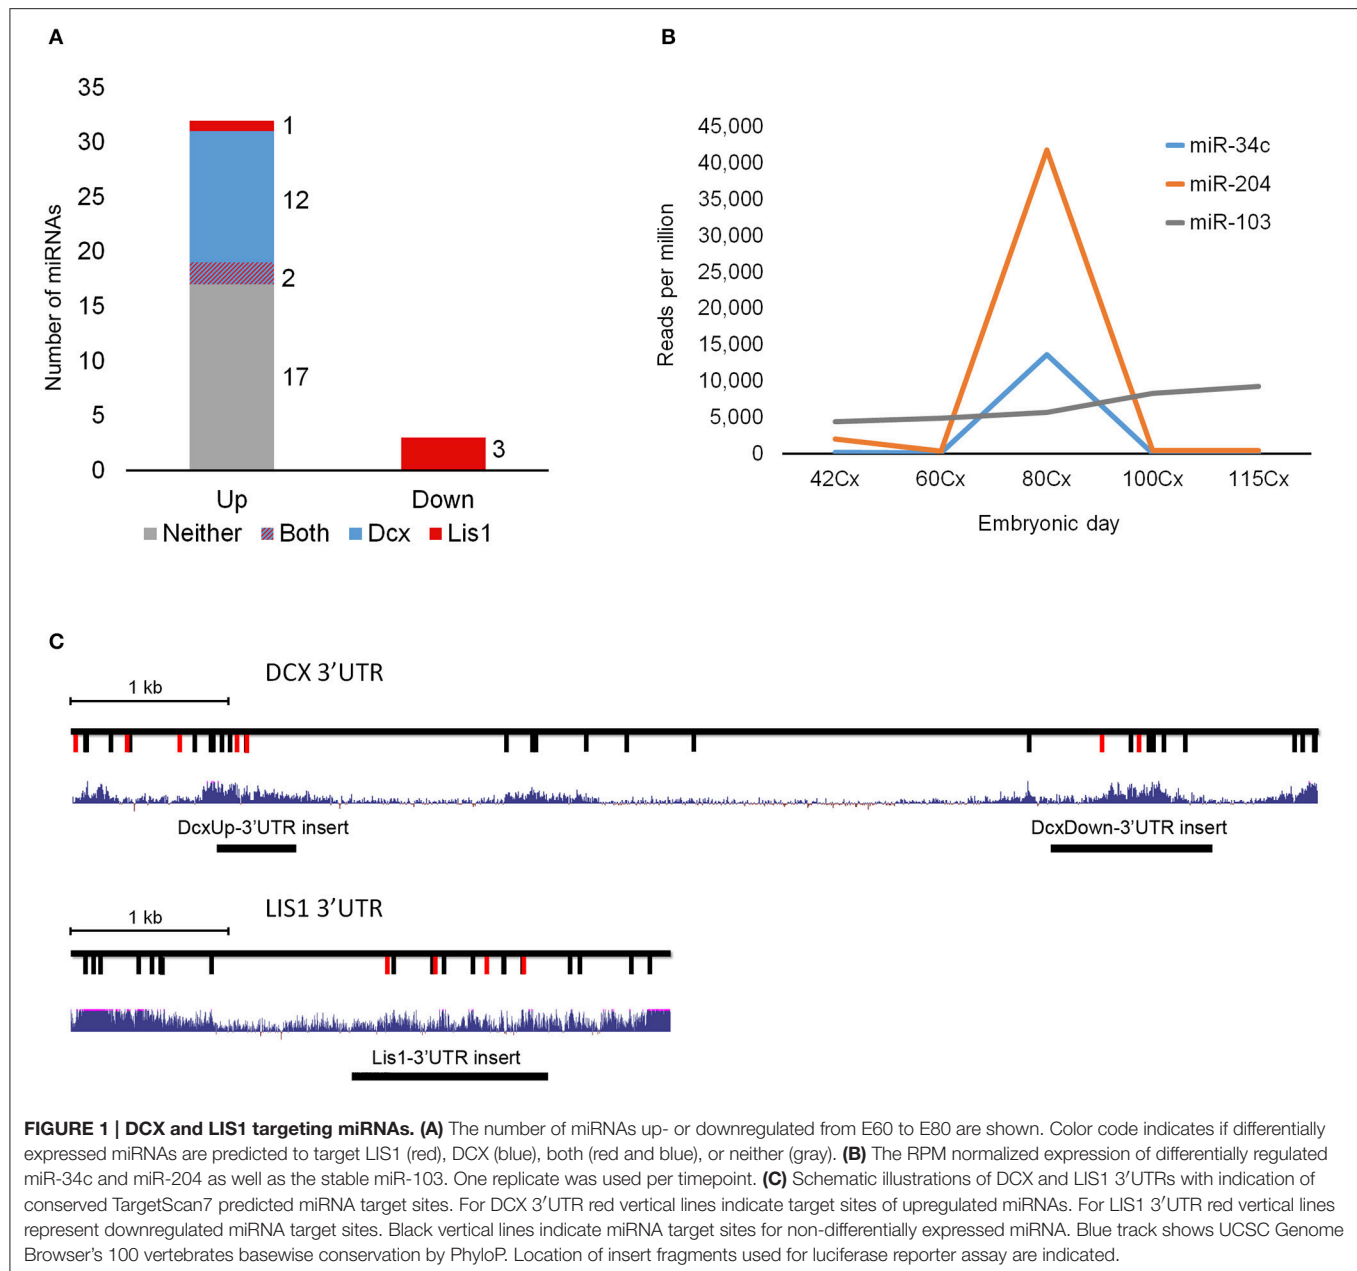 A
Number of miRNAs
35
30
25
20
15
10
5
0
1
12
2
17
3
Up
Down
Neither Both Dcx Lis1
B
Reads per million
45,000
40,000
35,000
30,000
25,000
20,000
15,000
10,000
5,000
0
miR-34c
miR-204
miR-103
42Cx 60Cx 80Cx 100Cx 115Cx
Embryonic day
C
DCX 3′UTR
1 kb
DcxUp-3'UTR insert
DcxDown-3'UTR insert
LIS1 3′UTR
1 kb
Lis1-3'UTR insert
FIGURE 1 | DCX and LIS1 targeting miRNAs. (A) The number of miRNAs up- or downregulated from E60 to E80 are shown. Color code indicates if differentially
expressed miRNAs are predicted to target LIS1 (red), DCX (blue), both (red and blue), or neither (gray). (B) The RPM normalized expression of differentially regulated
miR-34c and miR-204 as well as the stable miR-103. One replicate was used per timepoint. (C) Schematic illustrations of DCX and LIS1 3′UTRs with indication of
conserved TargetScan7 predicted miRNA target sites. For DCX 3′UTR red vertical lines indicate target sites of upregulated miRNAs. For LIS1 3′UTR red vertical lines
represent downregulated miRNA target sites. Black vertical lines indicate miRNA target sites for non-differentially expressed miRNA. Blue track shows UCSC Genome
Browser's 100 vertebrates basewise conservation by PhyloP. Location of insert fragments used for luciferase reporter assay are indicated.